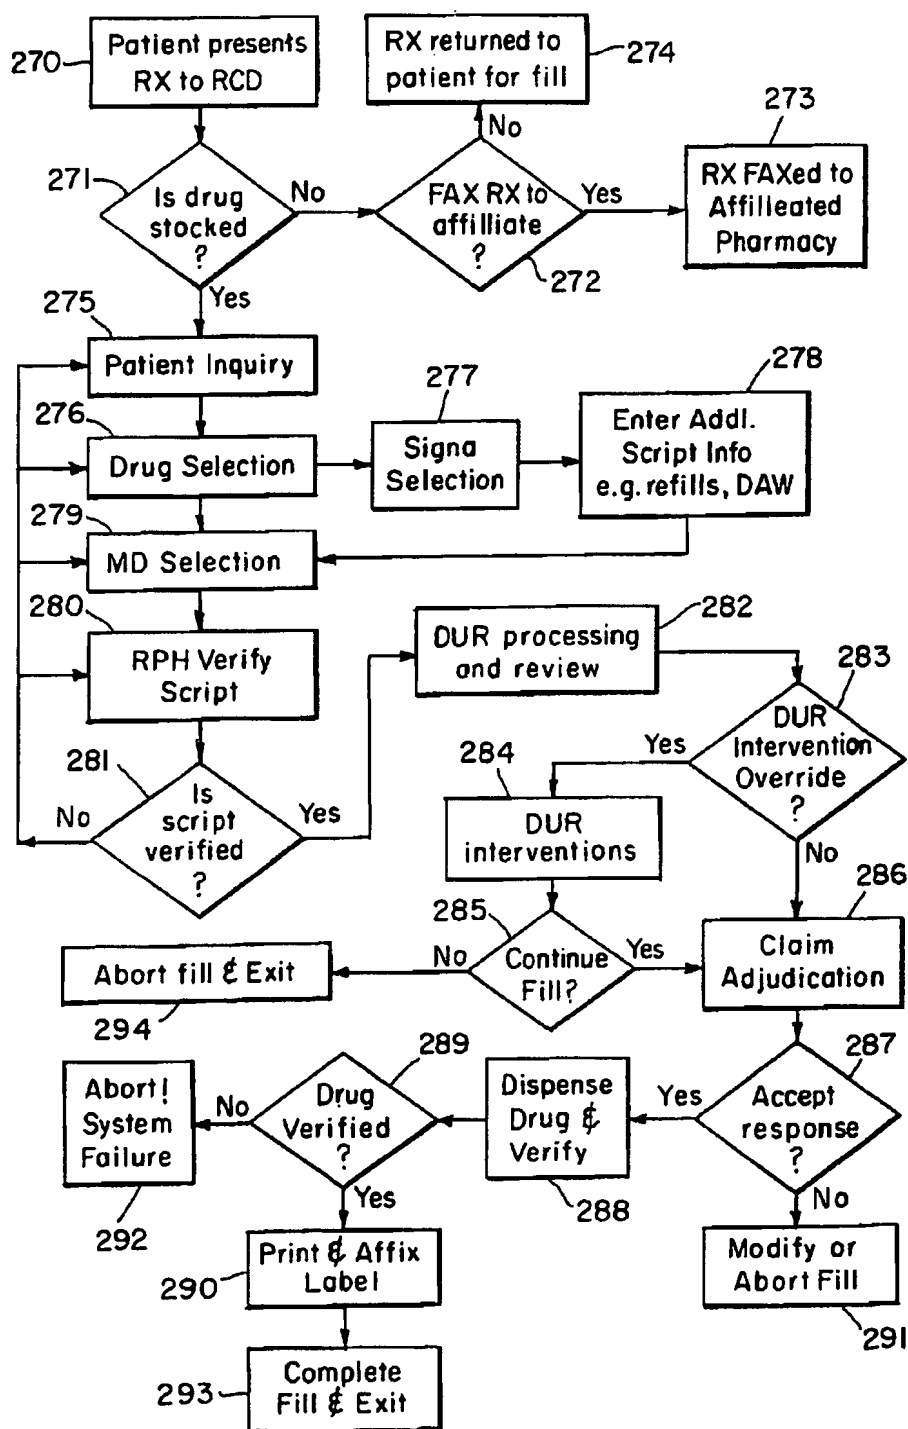 270
Patient presents
RX to RCD
RX returned to
patient for fill
274
273
271
Is drug
stocked
?
No
FAX RX to
affilliate
?
No
Yes
272
RX FAXed to
Affilleated
Pharmacy
Yes
275
Patient Inquiry
276
Drug Selection
277
Signa
Selection
278
Enter Addl.
Script Info
e.g. refills, DAW
279
MD Selection
280
RPH Verify
Script
282
DUR processing
and review
281
Is
script
verified
?
No
Yes
283
DUR
Intervention
Override
?
Yes
No
284
DUR
interventions
285
Continue
Fill?
No
Yes
286
Claim
Adjudication
Abort fill & Exit
294
287
Accept
response
?
Yes
No
Dispense
Drug &
Verify
288
289
Drug
Verified
?
No
Yes
Abort!
System
Failure
292
Print & Affix
Label
290
Modify or
Abort Fill
291
Complete
Fill & Exit
293